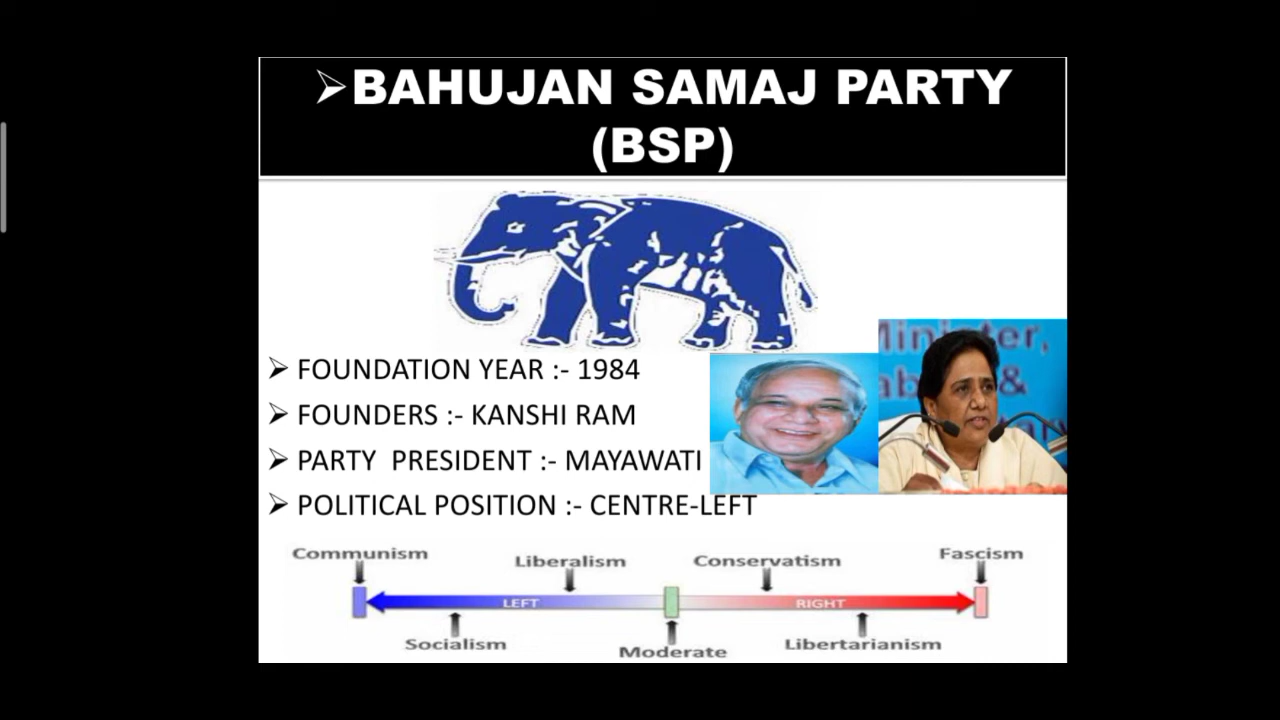 ➢BAHUJAN SAMAJ PARTY
(BSP)
Minister,
&
➢ FOUNDATION YEAR :- 1984
➢ FOUNDERS :- KANSHI RAM
➢ PARTY PRESIDENT :- MAYAWATI
➢ POLITICAL POSITION :- CENTRE-LEFT
Communism Liberalism Conservatism Fascism
LEFT RIGHT
Socialism Moderate Libertarianism